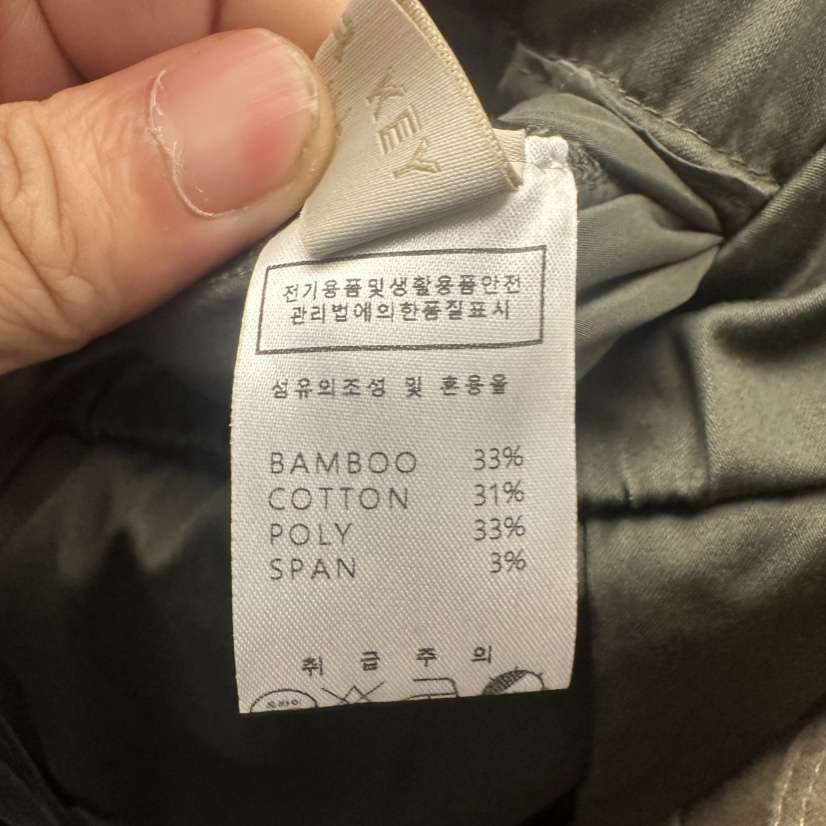 KEY
전기용품및생활용품안전
관리법에의한품질표시
섬유의조성 및 혼용율
BAMBOO 33%
COTTON 31%
POLY 33%
SPAN 3%
취 급 주 의